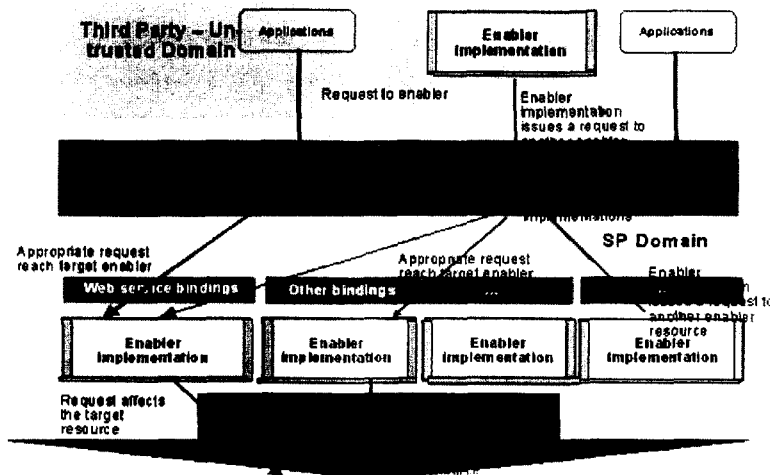 Third Party – Un-
trusted Domain
Applications
Enabler
Implementation
Applications
Request to enabler
Enabler
implementation
issues a request to
another enabler
implementations
SP Domain
Appropriate request
reach target enabler
Appropriate request
reach target enabler
Enabler
issues a request to
another enabler
resource
Web service bindings
Other bindings
...
Enabler
Implementation
Enabler
Implementation
Enabler
Implementation
Enabler
Implementation
Request affects
the target
resource